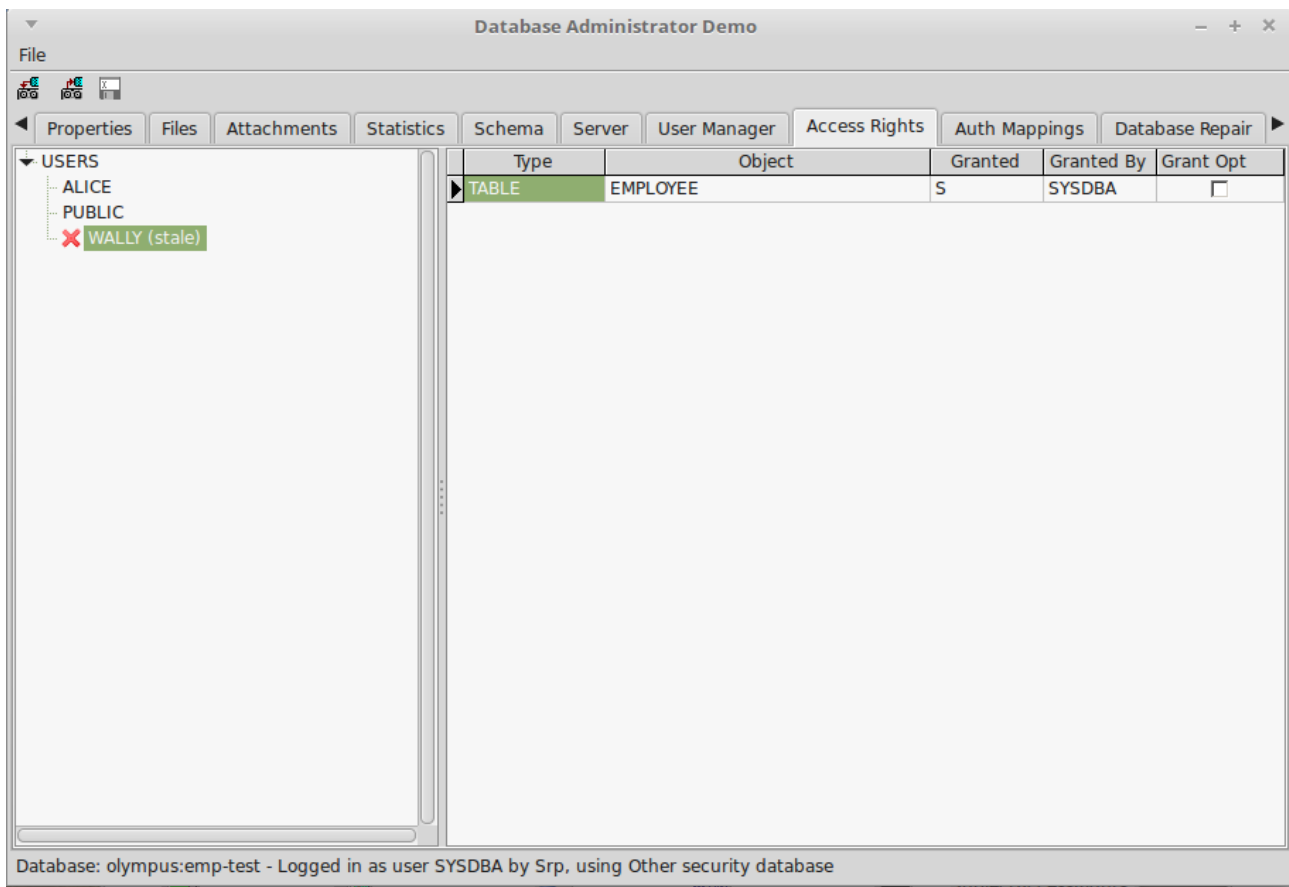 Database Administrator Demo
File
Properties Files Attachments Statistics Schema Server User Manager Access Rights Auth Mappings Database Repair
USERS
ALICE
PUBLIC
WALLY (stale)
Type Object Granted Granted By Grant Opt
TABLE EMPLOYEE S SYSDBA
Database: olympus:emp-test - Logged in as user SYSDBA by Srp, using Other security database